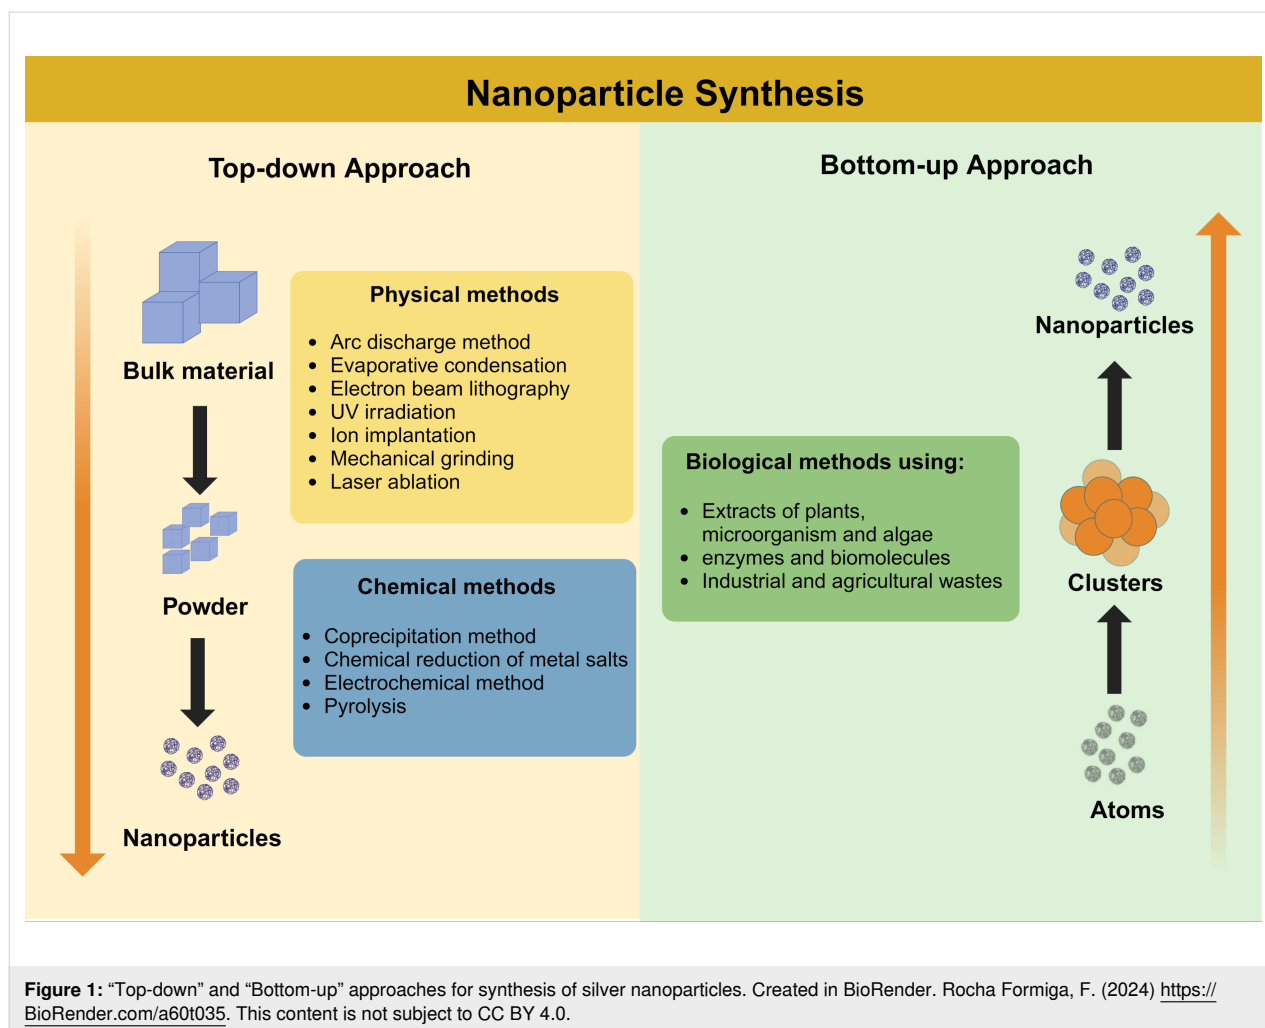 Nanoparticle Synthesis
Top-down Approach
Bulk material
Powder
Nanoparticles
Physical methods
• Arc discharge method
• Evaporative condensation
• Electron beam lithography
• UV irradiation
• Ion implantation
• Mechanical grinding
• Laser ablation
Chemical methods
• Coprecipitation method
• Chemical reduction of metal salts
• Electrochemical method
• Pyrolysis
Bottom-up Approach
Biological methods using:
• Extracts of plants,
microorganism and algae
• enzymes and biomolecules
• Industrial and agricultural wastes
Nanoparticles
Clusters
Atoms
Figure 1: “Top-down” and “Bottom-up” approaches for synthesis of silver nanoparticles. Created in BioRender. Rocha Formiga, F. (2024) https://
BioRender.com/a60t035. This content is not subject to CC BY 4.0.